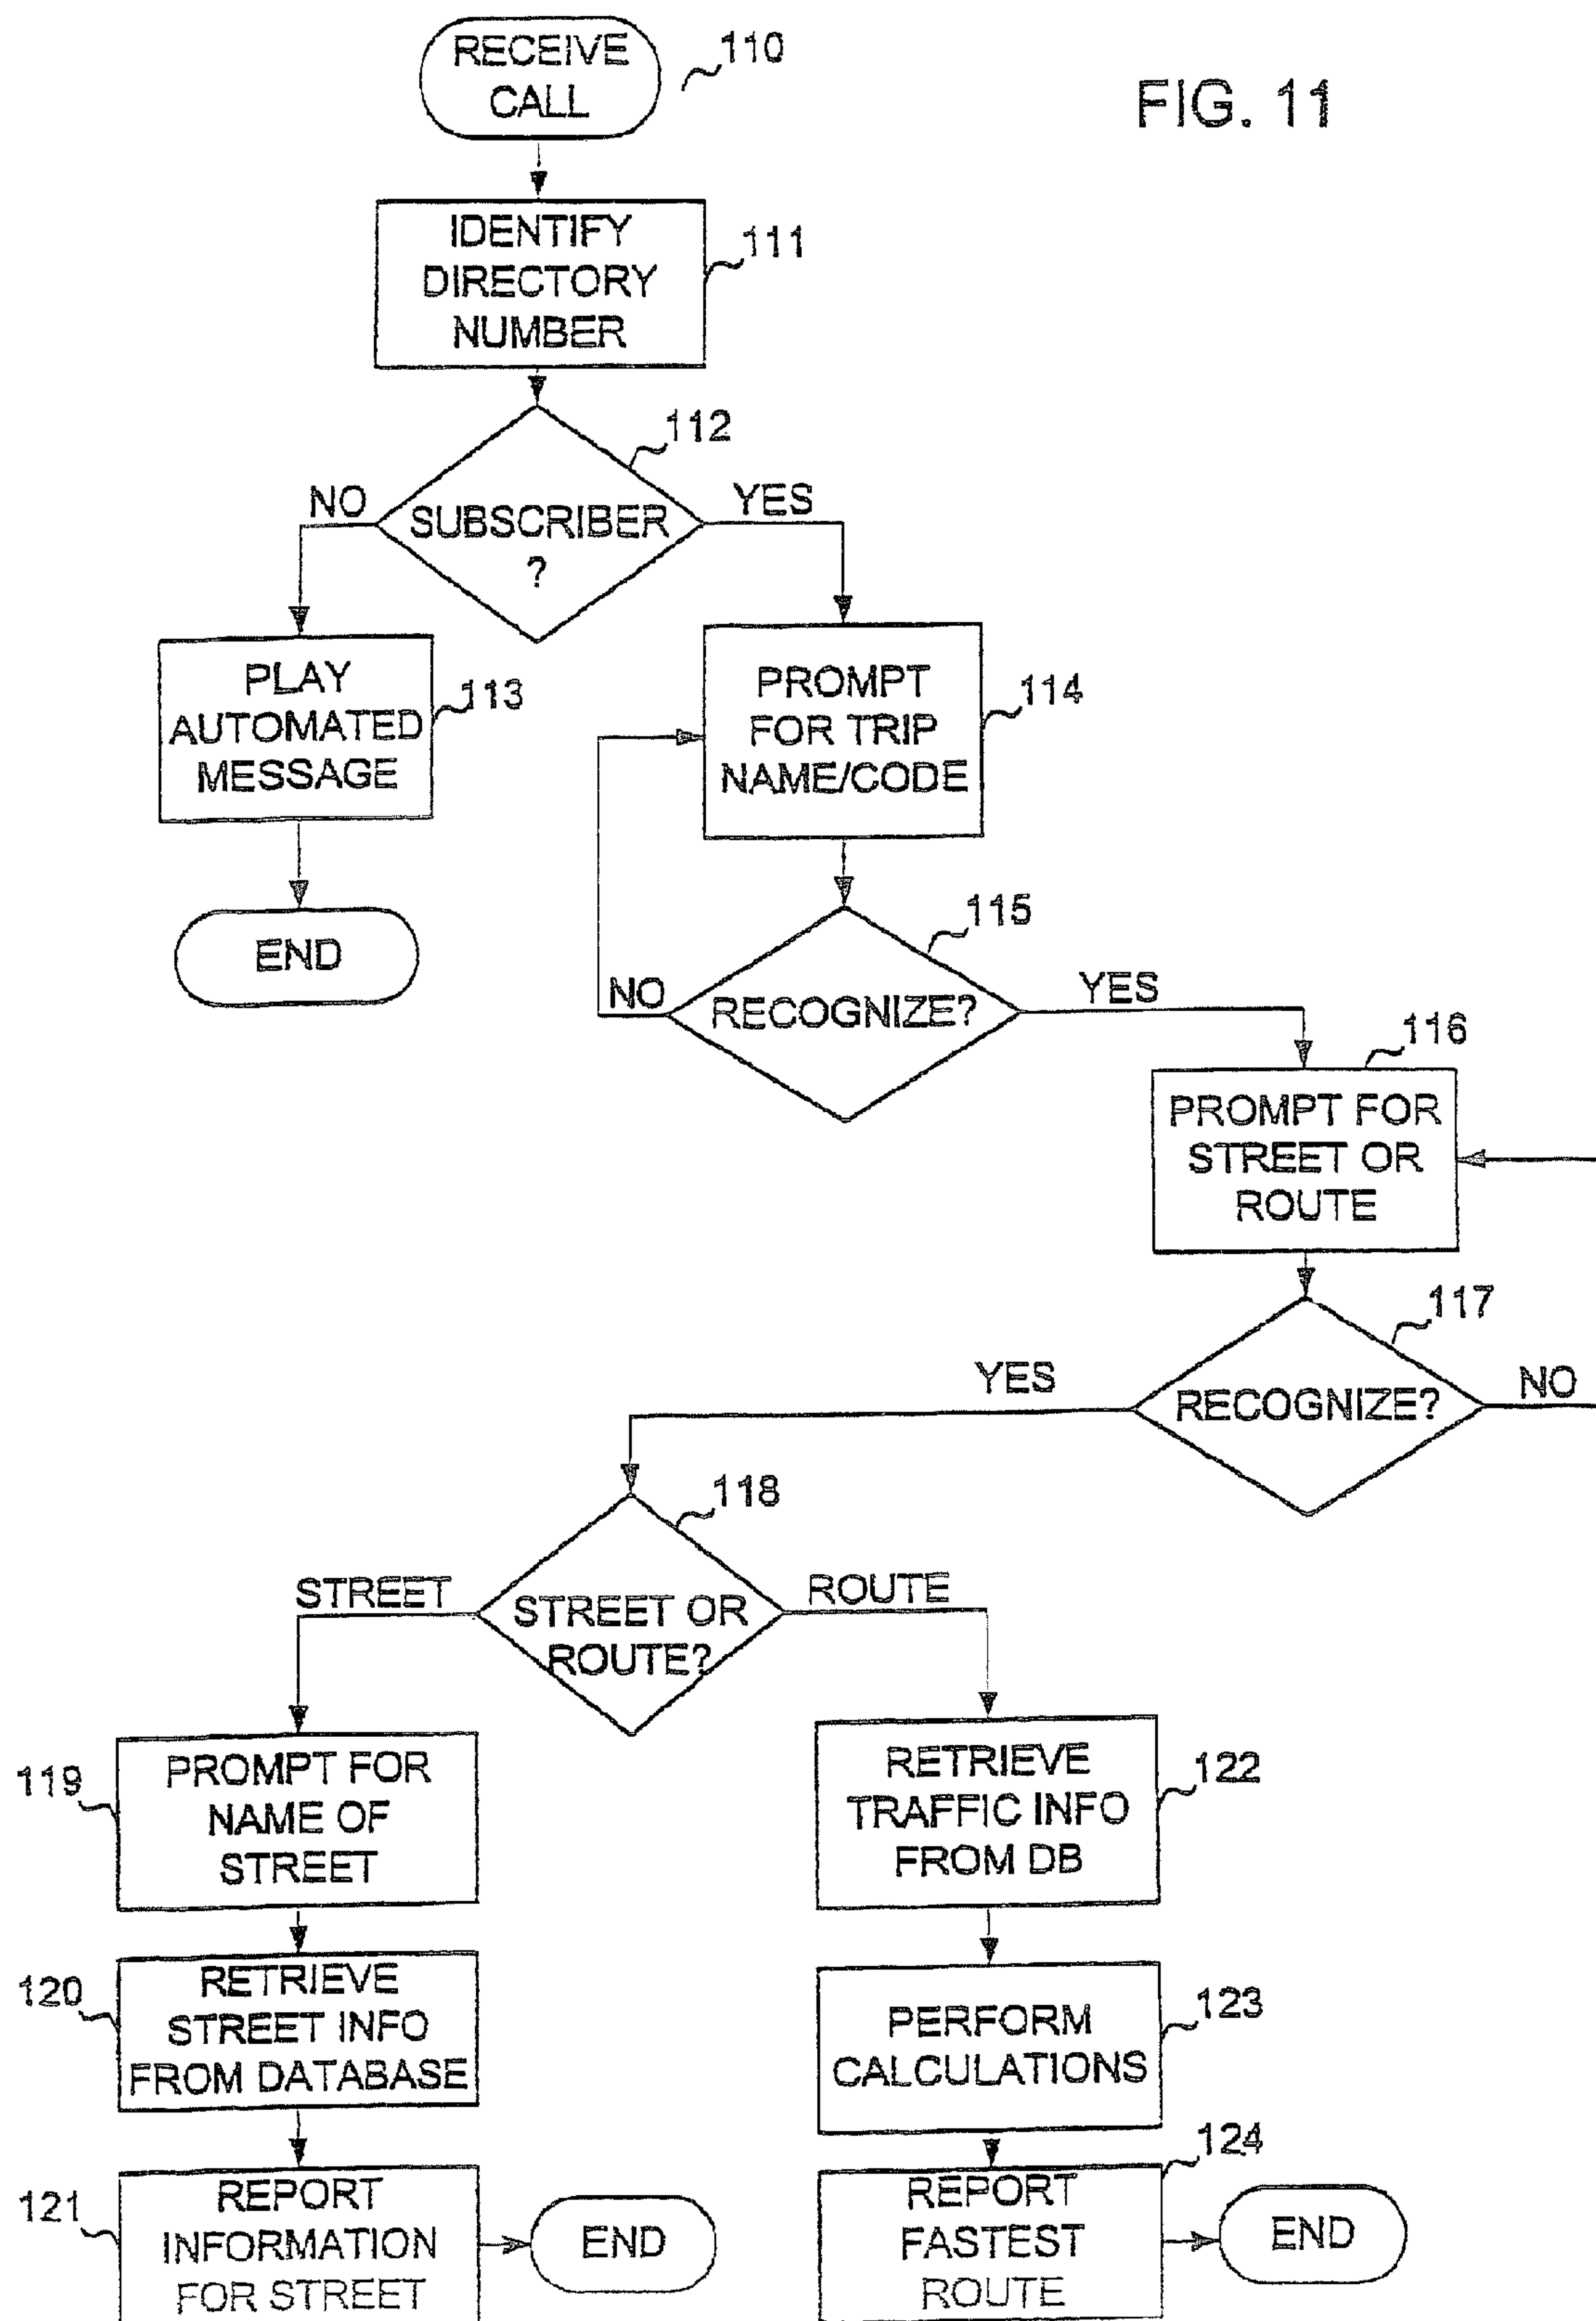 RECEIVE
CALL
110
FIG. 11
IDENTIFY
DIRECTORY
NUMBER
111
112
NO
SUBSCRIBER
?
YES
PLAY
AUTOMATED
MESSAGE
113
END
PROMPT
FOR TRIP
NAME/CODE
114
115
NO
RECOGNIZE?
YES
116
PROMPT FOR
STREET OR
ROUTE
117
YES
RECOGNIZE?
NO
118
STREET
STREET OR
ROUTE?
ROUTE
119
PROMPT FOR
NAME OF
STREET
RETRIEVE
TRAFFIC INFO
FROM DB
122
120
RETRIEVE
STREET INFO
FROM DATABASE
PERFORM
CALCULATIONS
123
121
REPORT
INFORMATION
FOR STREET
END
124
REPORT
FASTEST
ROUTE
END